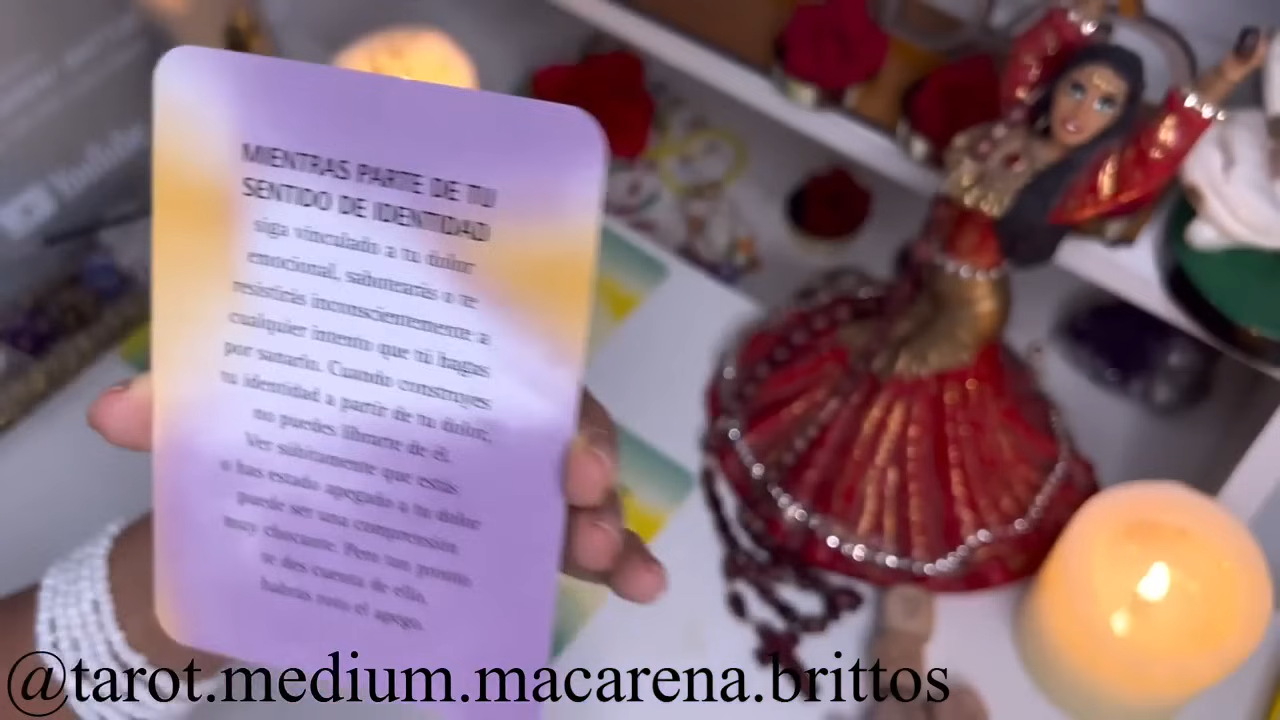 MIENTRAS PARTE DE TU
SENTIDO DE IDENTIDAD
siga vinculado a tu dolor
emocional, sabotearás o te
resistirás inconscientemente a
cualquier intento que tú hagas
por sanarlo. Cuando construyes
tu identidad a partir de tu dolor,
no puedes librarte de él.
Ver súbitamente que estás
o has estado apegado a tu dolor
puede ser una comprensión
muy chocante. Pero tan pronto
te des cuenta de ello,
habrás roto el apego.
YouTube
@tarot.medium.macarena.brittos